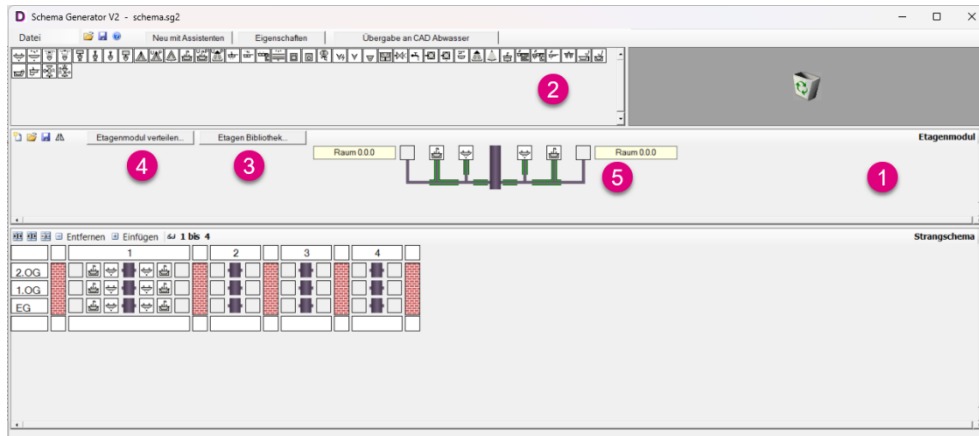 Schema Generator V2 - schema.sg2
Datei Neu mit Assistenten Eigenschaften Übergabe an CAD Abwasser
2
Etagenmodul verteilen... Etagen Bibliothek... Etagenmodul
Raum 0.0.0 Raum 0.0.0
4 3 5 1
Entfernen Einfügen 1 bis 4 Strangschema
1 2 3 4
2.OG
1.OG
EG